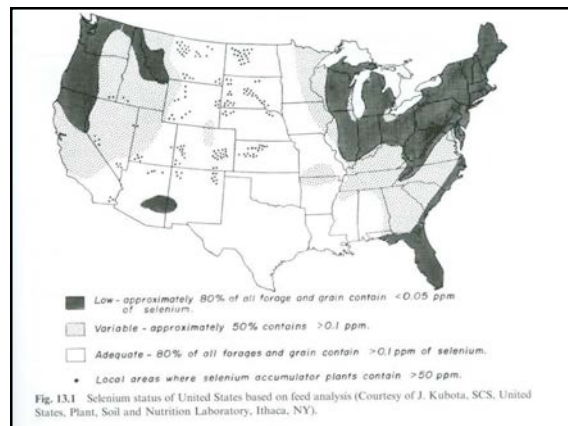 Low - approximately 80% of all forage and grain contain <0.05 ppm
of selenium.
Variable - approximately 50% contains >0.1 ppm.
Adequate - 80% of all forages and grain contain >0.1 ppm of selenium.
Local areas where selenium accumulator plants contain >50 ppm.
Fig. 13.1 Selenium status of United States based on feed analysis (Courtesy of J. Kubota, SCS, United
States, Plant, Soil and Nutrition Laboratory, Ithaca, NY).